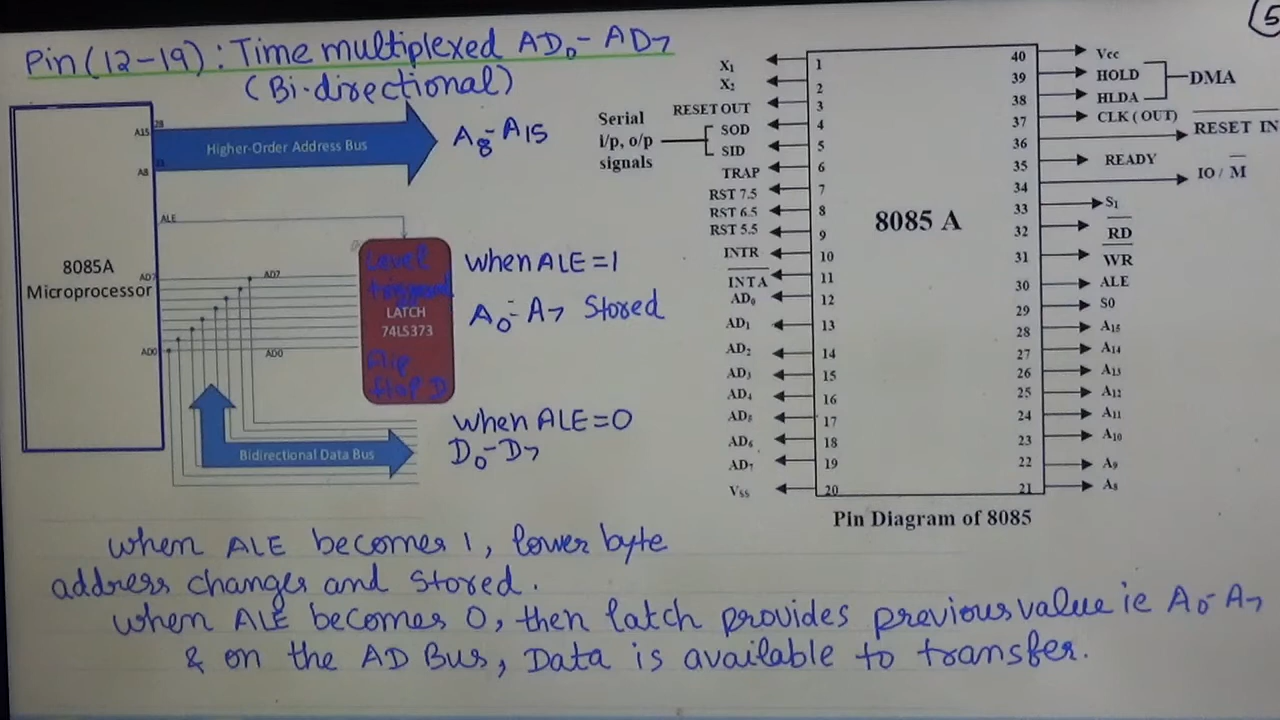 5
Pin (12-19): Time multiplexed AD0 - AD7
(Bi-directional)
A15
28
Higher-Order Address Bus
A8 - A15
A8
21
ALE
8085A
Microprocessor
AD7
AD7
AD0
AD0
Level
triggered
LATCH
74LS373
Flip
flop D
when ALE = 1
A0 - A7 Stored
when ALE = 0
D0 - D7
Bidirectional Data Bus
when ALE becomes 1, lower byte
address changes and stored.
when ALE becomes 0, then latch provides previous value ie A0 - A7
& on the AD Bus, Data is available to transfer.
Serial
i/p, o/p
signals
X1 1
X2 2
RESET OUT 3
SOD 4
SID 5
TRAP 6
RST 7.5 7
RST 6.5 8
RST 5.5 9
INTR 10
I̅N̅T̅A̅ 11
AD0 12
AD1 13
AD2 14
AD3 15
AD4 16
AD5 17
AD6 18
AD7 19
Vss 20
8085 A
40 Vcc
39 HOLD
38 HLDA
DMA
37 CLK (OUT)
36 R̅E̅S̅E̅T̅ I̅N̅
35 READY
34 IO / M̅
33 S1
32 R̅D̅
31 W̅R̅
30 ALE
29 S0
28 A15
27 A14
26 A13
25 A12
24 A11
23 A10
22 A9
21 A8
Pin Diagram of 8085